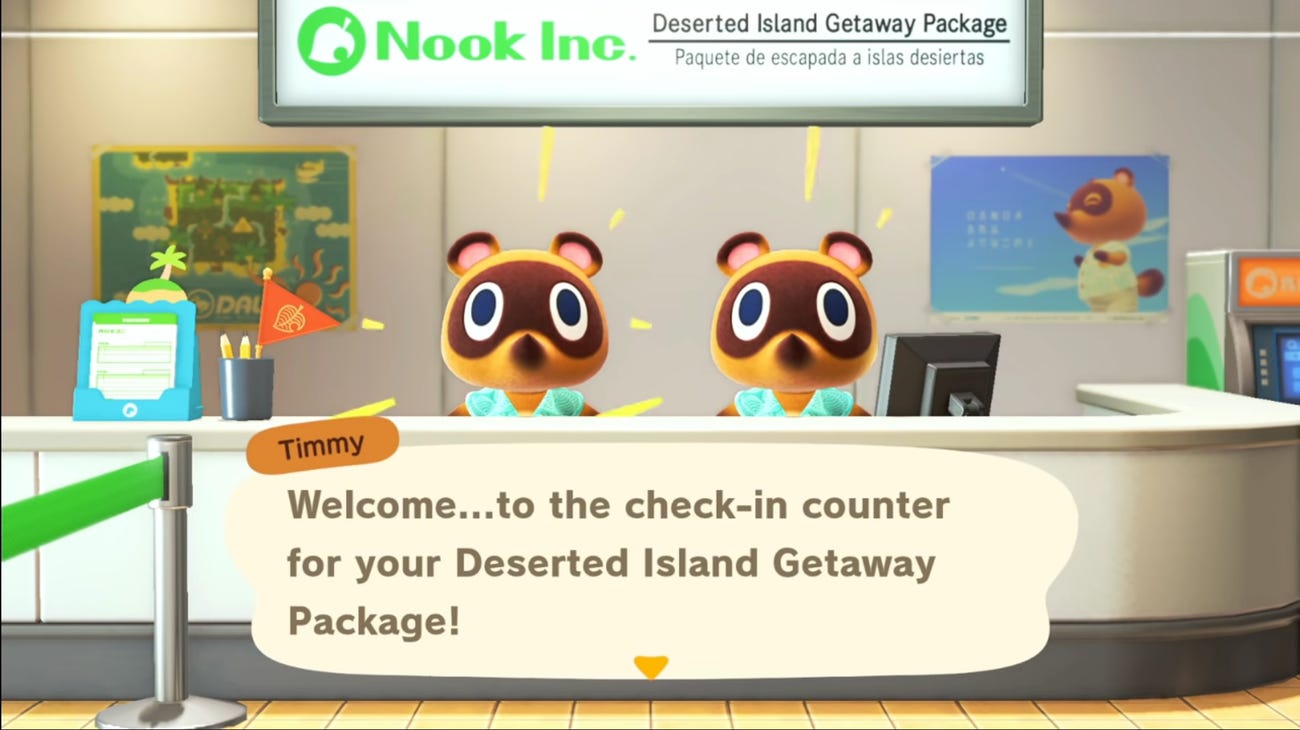 Nook Inc.
Deserted Island Getaway Package
Paquete de escapada a islas desiertas
DAL
Timmy
Welcome...to the check-in counter
for your Deserted Island Getaway
Package!